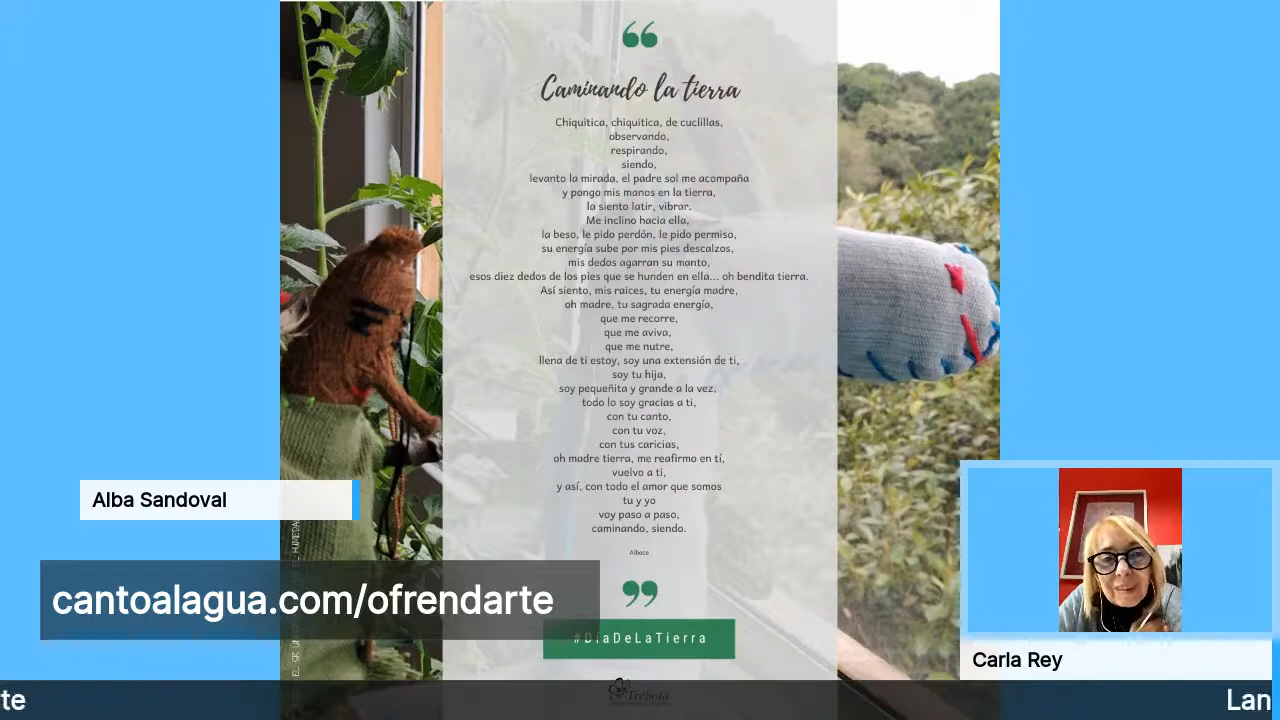 Caminando la tierra
Chiquitica, chiquitica, de cuclillas,
observando,
respirando,
siendo,
levanto la mirada, el padre sol me acompaña
y pongo mis manos en la tierra,
la siento latir, vibrar.
Me inclino hacia ella,
la beso, le pido perdón, le pido permiso,
su energía sube por mis pies descalzos,
mis dedos agarran su manto,
esos diez dedos de los pies que se hunden en ella... oh bendita tierra.
Así siento, mis raices, tu energía madre,
oh madre, tu sagrada energía,
que me recorre,
que me aviva,
que me nutre,
llena de ti estoy, soy una extensión de ti,
soy tu hija,
soy pequeñita y grande a la vez,
todo lo soy gracias a ti,
con tu canto,
con tu voz,
con tus caricias,
oh madre tierra, me reafirmo en tí,
vuelvo a ti,
y así, con todo el amor que somos
tu y yo
voy paso a paso,
caminando, siendo.
Albace
#DíaDeLaTierra
Trébola
Alba Sandoval
cantoalagua.com/ofrendarte
Carla Rey
te
Lan